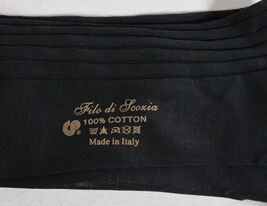 Filo di Scozia
100% COTTON
Made in Italy